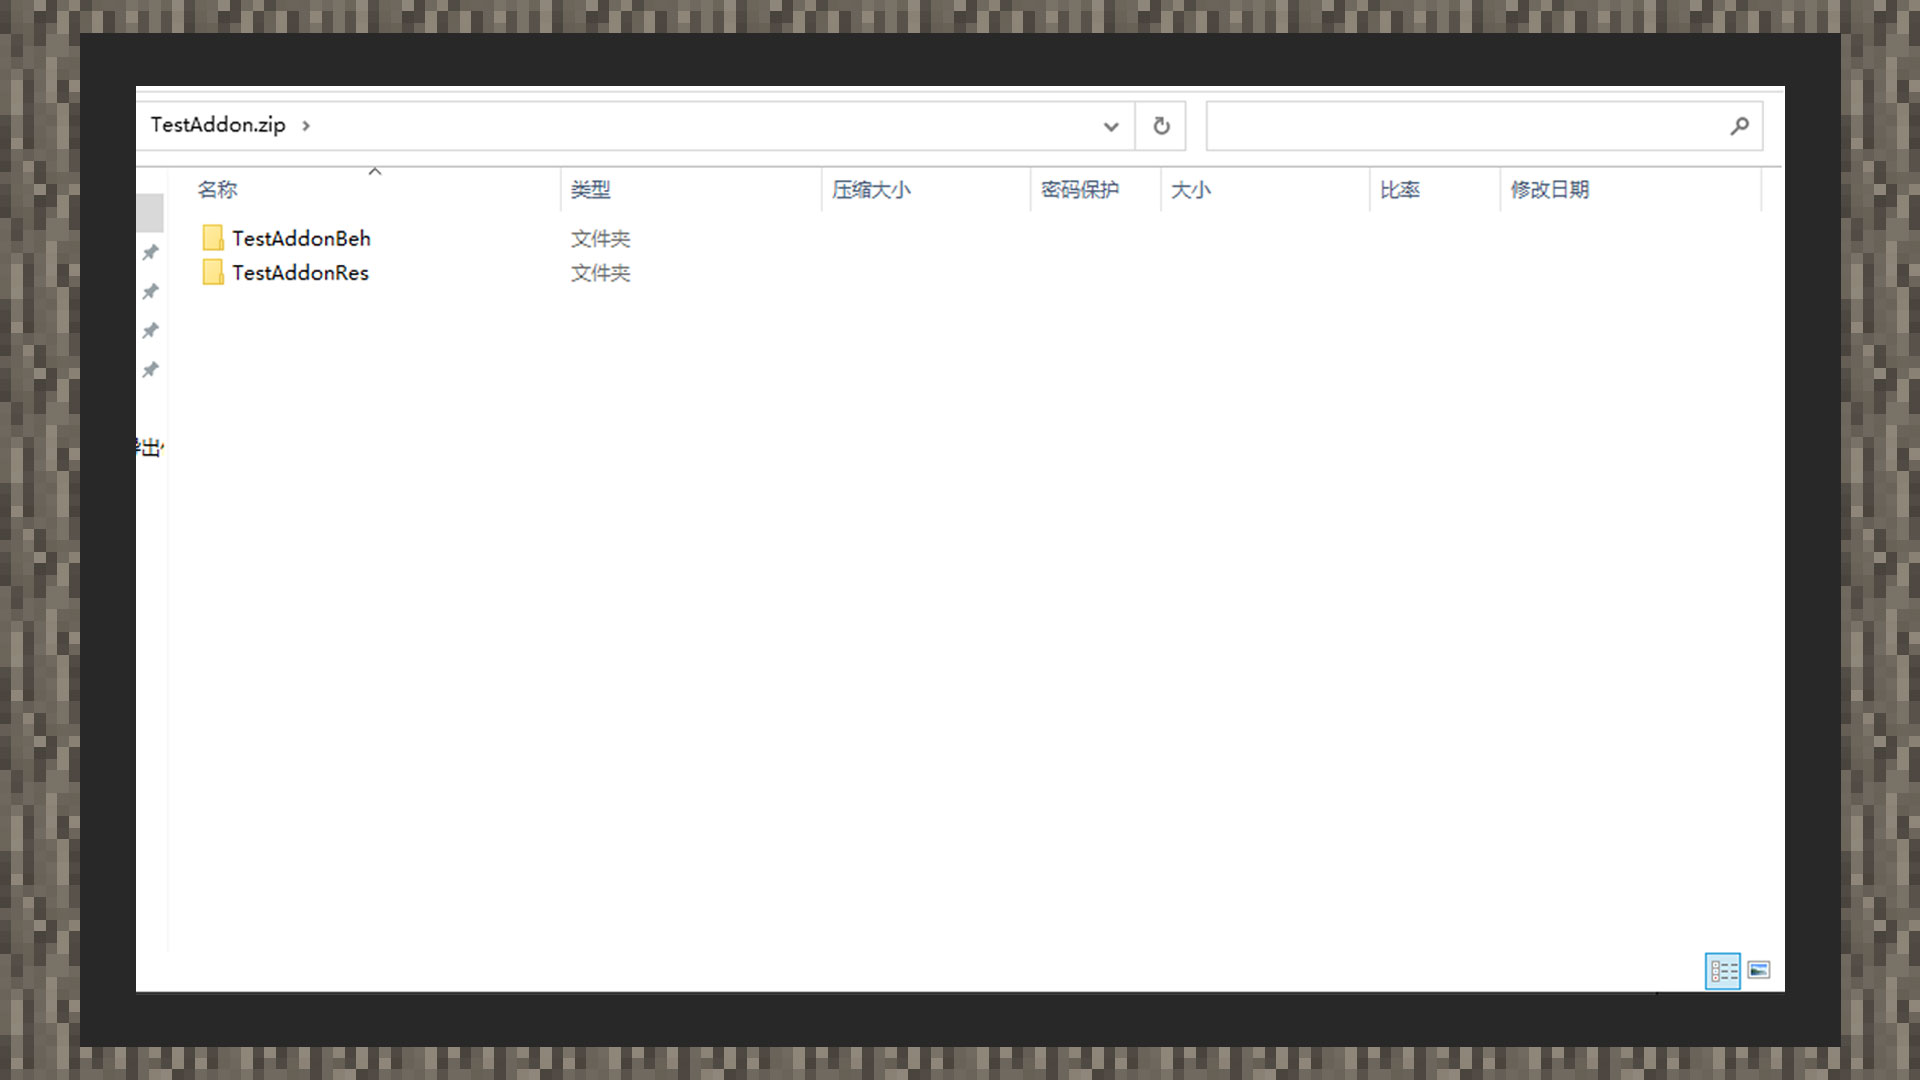 TestAddon.zip
名称 类型 压缩大小 密码保护 大小 比率 修改日期
TestAddonBeh 文件夹
TestAddonRes 文件夹
出